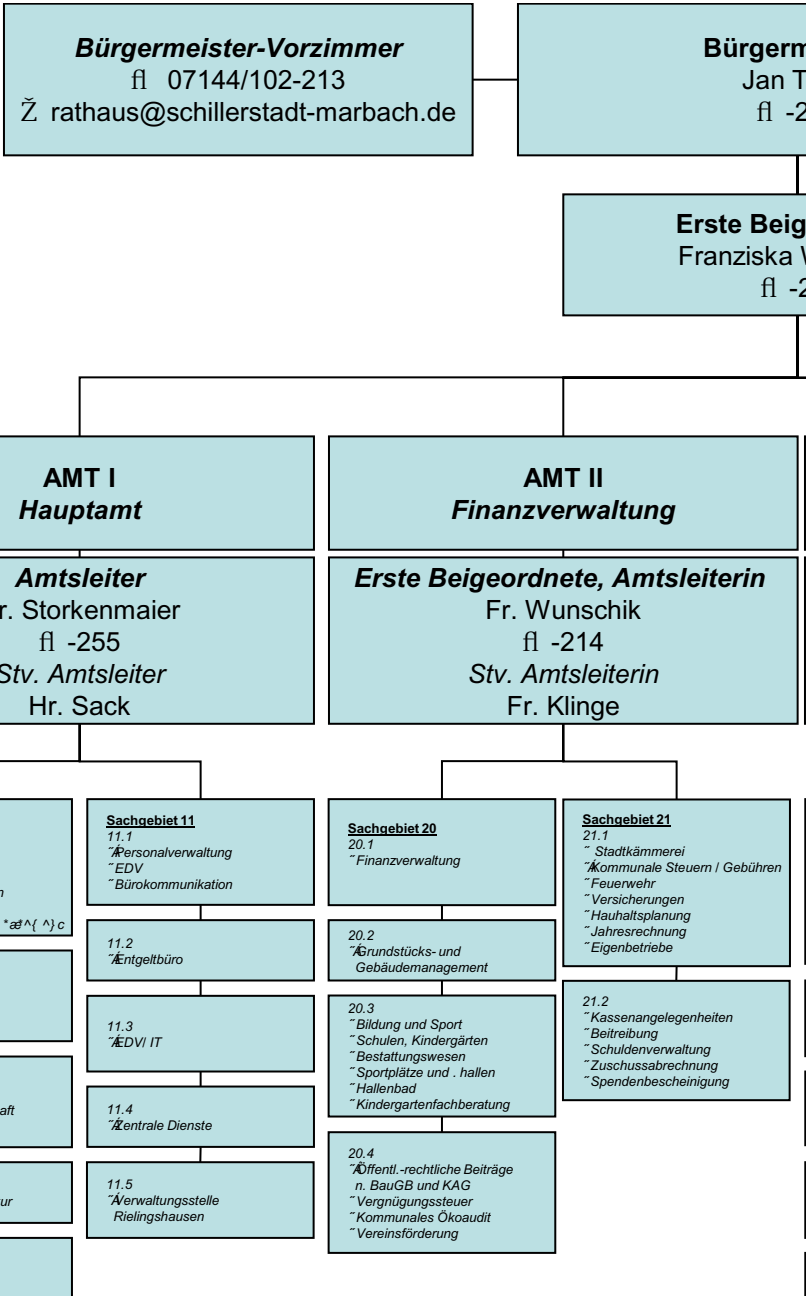 Bürgermeister-Vorzimmer
07144/102-213
rathaus@schillerstadt-marbach.de
Jan
Franziska
AMT I
Hauptamt
Amtsleiter
Storkenmaier
-255
Stv. Amtsleiter
Hr. Sack
AMT II
Finanzverwaltung
Erste Beigeordnete, Amtsleiterin
Fr. Wunschik
-214
Stv. Amtsleiterin
Fr. Klinge
Sachgebiet 11
11.1
Personalverwaltung
EDV
Bürokommunikation
11.2
Entgeltbüro
11.3
EDV/ IT
11.4
Zentrale Dienste
11.5
Verwaltungsstelle
Rielingshausen
Sachgebiet 20
20.1
Finanzverwaltung
20.2
Grundstücks- und
Gebäudemanagement
20.3
Bildung und Sport
Schulen, Kindergärten
Bestattungswesen
Sportplätze und . hallen
Hallenbad
Kindergartenfachberatung
20.4
Öffentl.-rechtliche Beiträge
n. BauGB und KAG
Vergnügungssteuer
Kommunales Ökoaudit
Vereinsförderung
Sachgebiet 21
21.1
Stadtkämmerei
Kommunale Steuern / Gebühren
Feuerwehr
Versicherungen
Hauhaltsplanung
Jahresrechnung
Eigenbetriebe
21.2
Kassenangelegenheiten
Beitreibung
Schuldenverwaltung
Zuschussabrechnung
Spendenbescheinigung